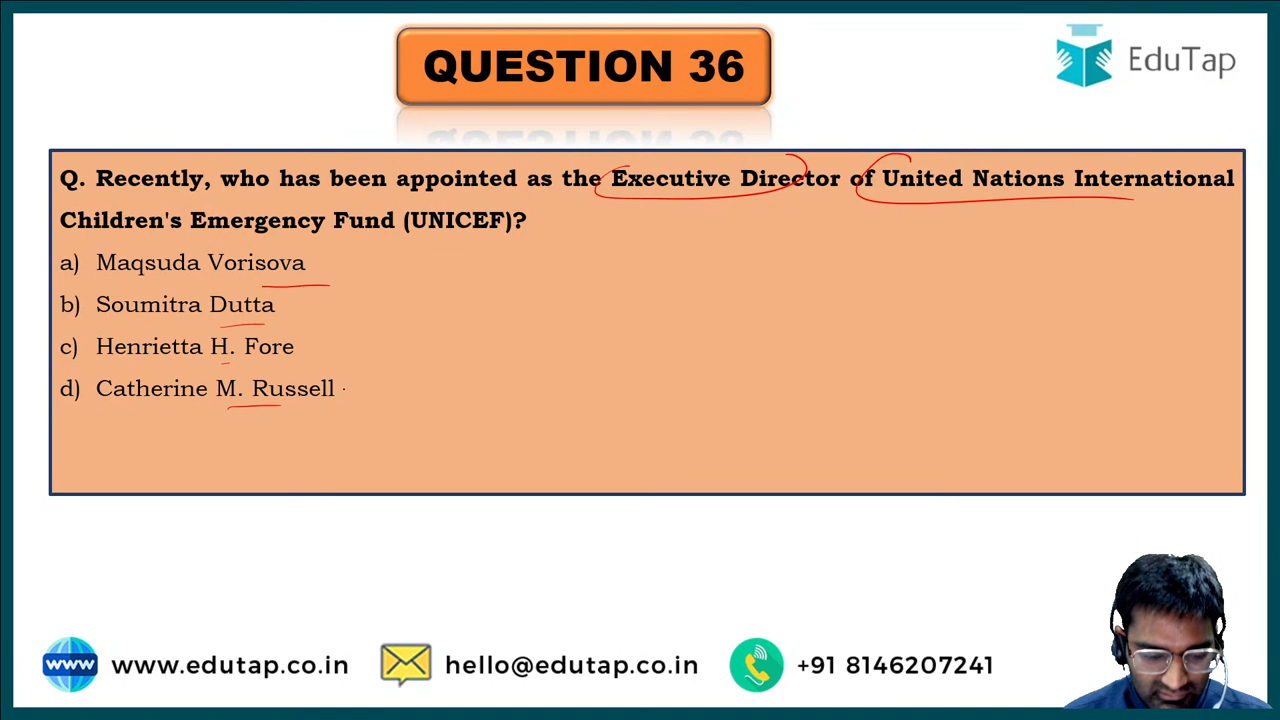 QUESTION 36
EduTap
Q. Recently, who has been appointed as the Executive Director of United Nations International
Children's Emergency Fund (UNICEF)?
a) Maqsuda Vorisova
b) Soumitra Dutta
c) Henrietta H. Fore
d) Catherine M. Russell
www www.edutap.co.in hello@edutap.co.in +91 8146207241